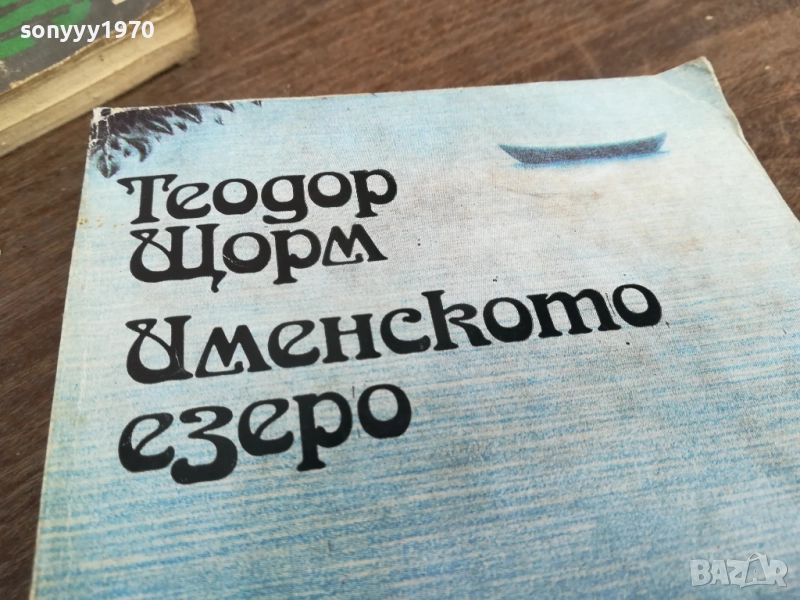 sonyyy1970
Теодор
Щорм
Именското
езеро
BAZAR